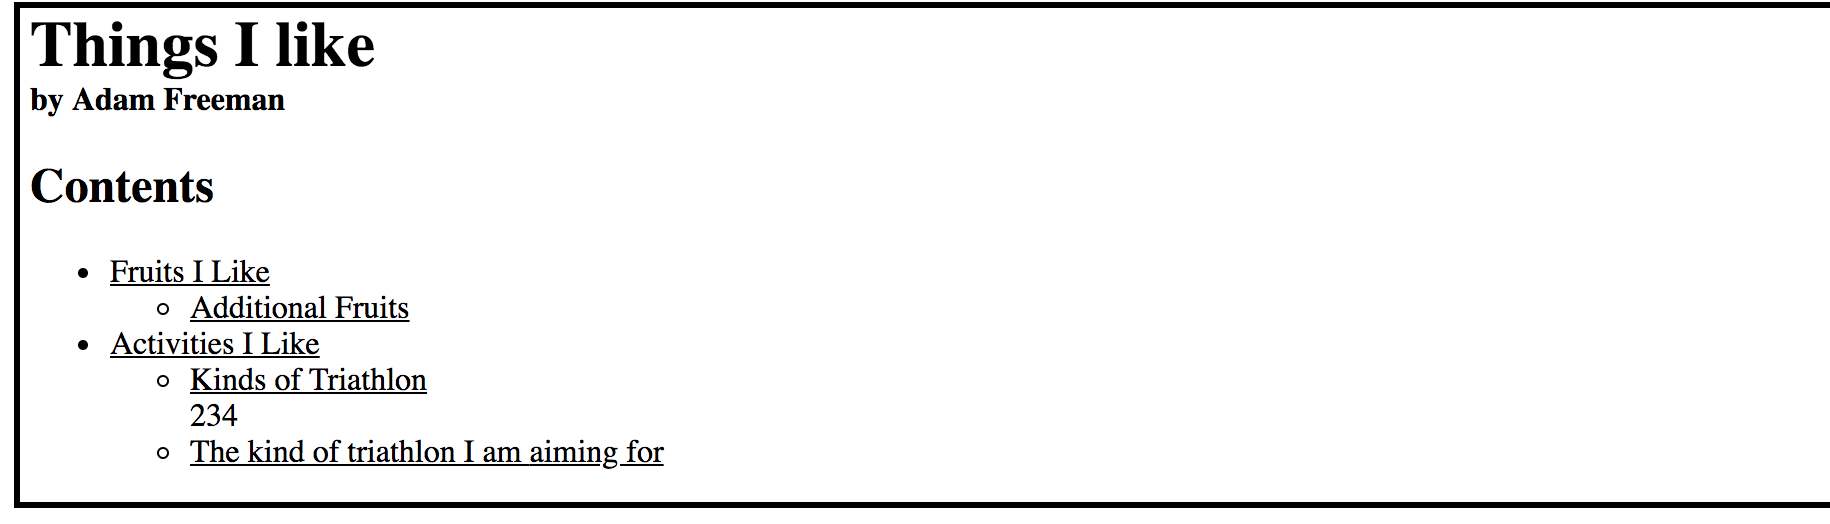 Things I like
by Adam Freeman
Contents
Fruits I Like
Additional Fruits
Activities I Like
Kinds of Triathlon
234
The kind of triathlon I am aiming for